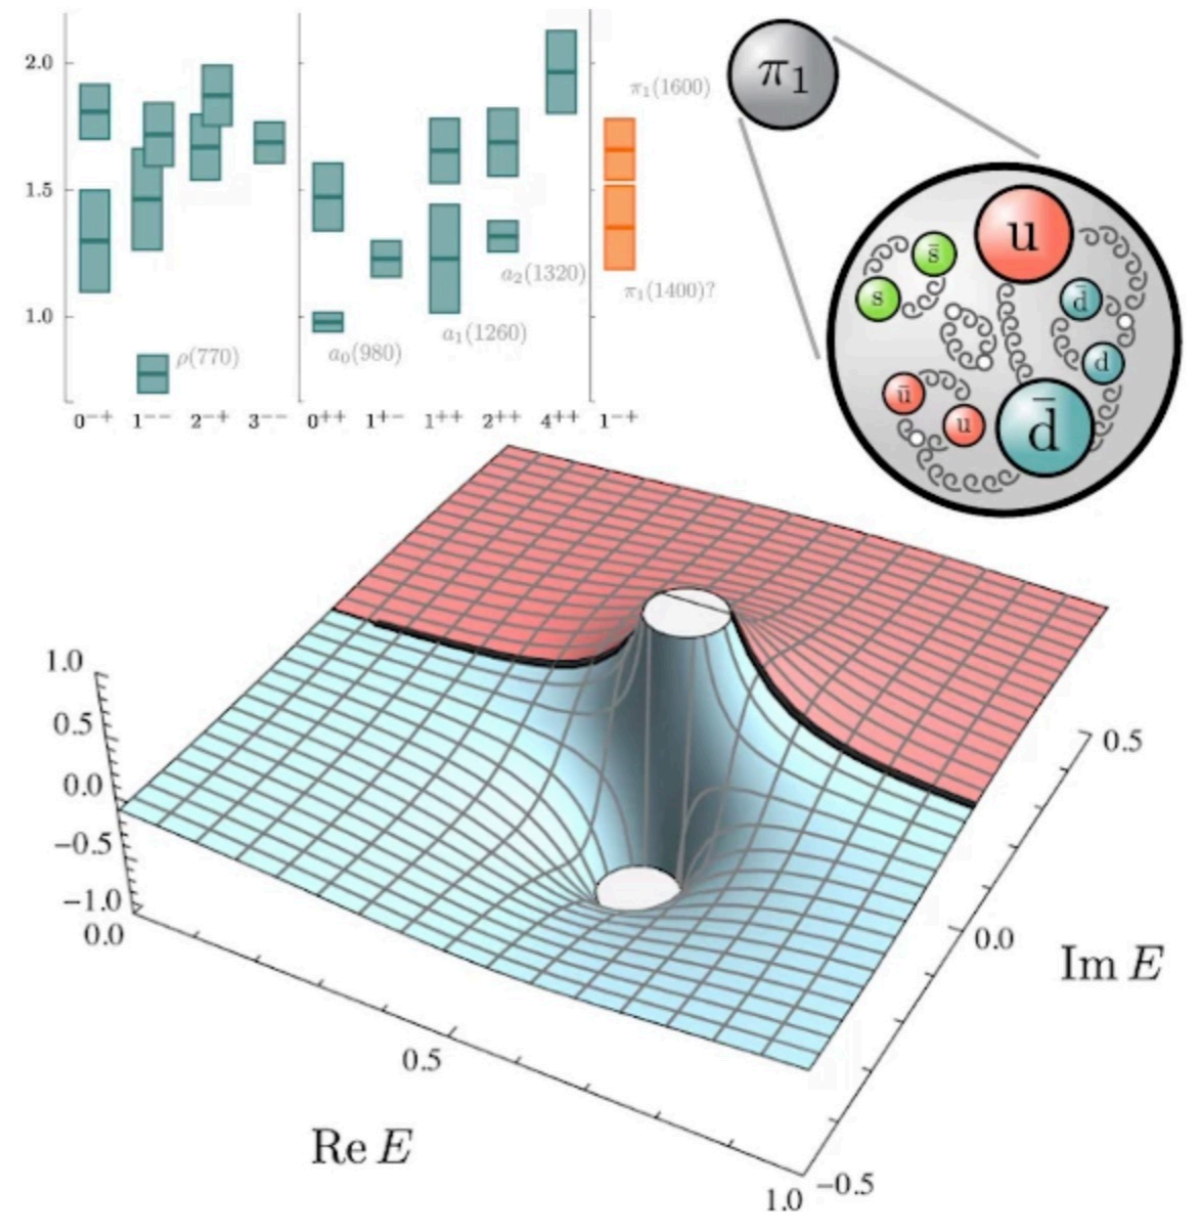 2.0
1.5
1.0
ρ(770)
a₀(980)
a₁(1260)
a₂(1320)
π₁(1600)
π₁(1400)?
0⁻⁺ 1⁻⁻ 2⁻⁺ 3⁻⁻ 0⁺⁺ 1⁺⁻ 1⁺⁺ 2⁺⁺ 4⁺⁺ 1⁻⁺
π₁
u
s̄
s
d̄
d
ū
u
d̄
1.0
0.5
0.0
−0.5
−1.0
0.0
0.5
1.0
Re E
0.5
0.0
−0.5
Im E